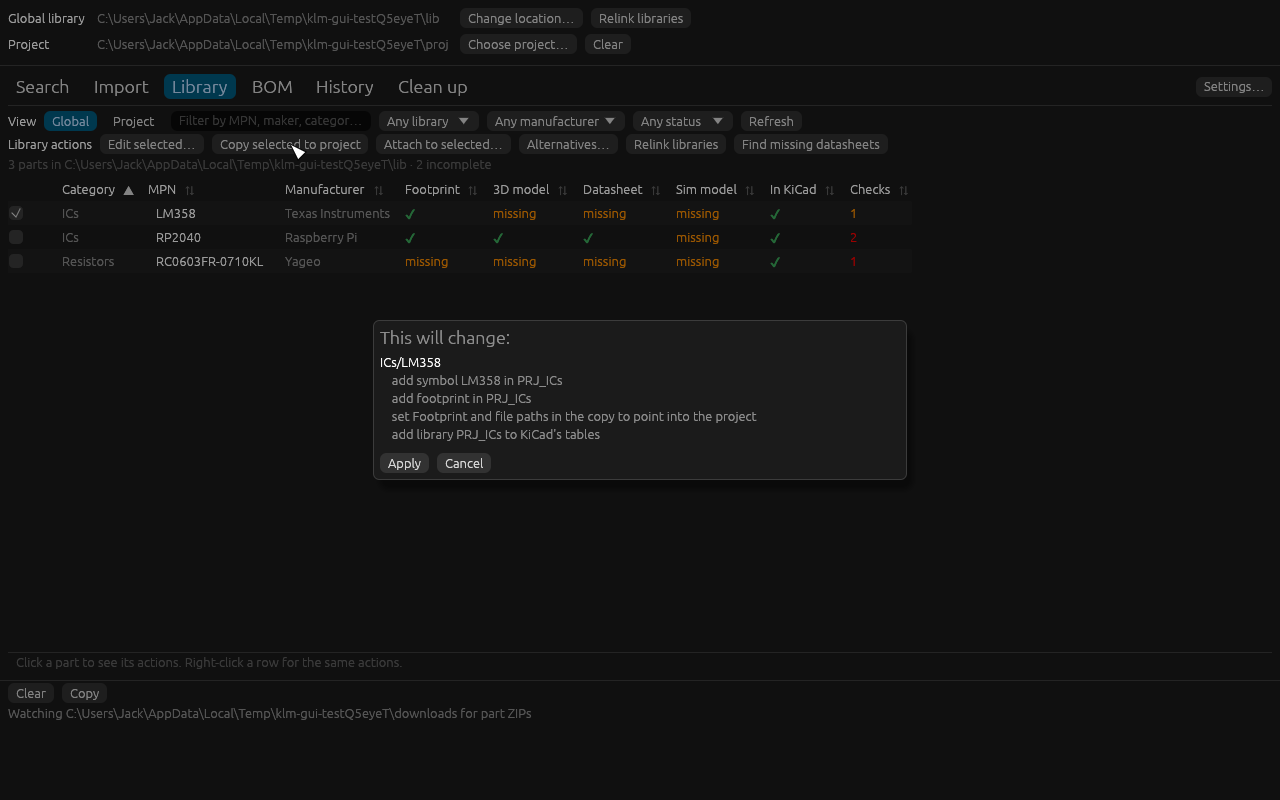 Global library C:\Users\Jack\AppData\Local\Temp\klm-gui-testQ5eyeT\lib Change location… Relink libraries
Project C:\Users\Jack\AppData\Local\Temp\klm-gui-testQ5eyeT\proj Choose project… Clear
Search Import Library BOM History Clean up Settings…
View Global Project Filter by MPN, maker, categor… Any library Any manufacturer Any status Refresh
Library actions Edit selected… Copy selected to project Attach to selected… Alternatives… Relink libraries Find missing datasheets
3 parts in C:\Users\Jack\AppData\Local\Temp\klm-gui-testQ5eyeT\lib · 2 incomplete
Category MPN Manufacturer Footprint 3D model Datasheet Sim model In KiCad Checks
ICs LM358 Texas Instruments ✓ missing missing missing ✓ 1
ICs RP2040 Raspberry Pi ✓ ✓ ✓ missing ✓ 2
Resistors RC0603FR-0710KL Yageo missing missing missing missing ✓ 1
This will change:
ICs/LM358
add symbol LM358 in PRJ_ICs
add footprint in PRJ_ICs
set Footprint and file paths in the copy to point into the project
add library PRJ_ICs to KiCad's tables
Apply Cancel
Click a part to see its actions. Right-click a row for the same actions.
Clear Copy
Watching C:\Users\Jack\AppData\Local\Temp\klm-gui-testQ5eyeT\downloads for part ZIPs